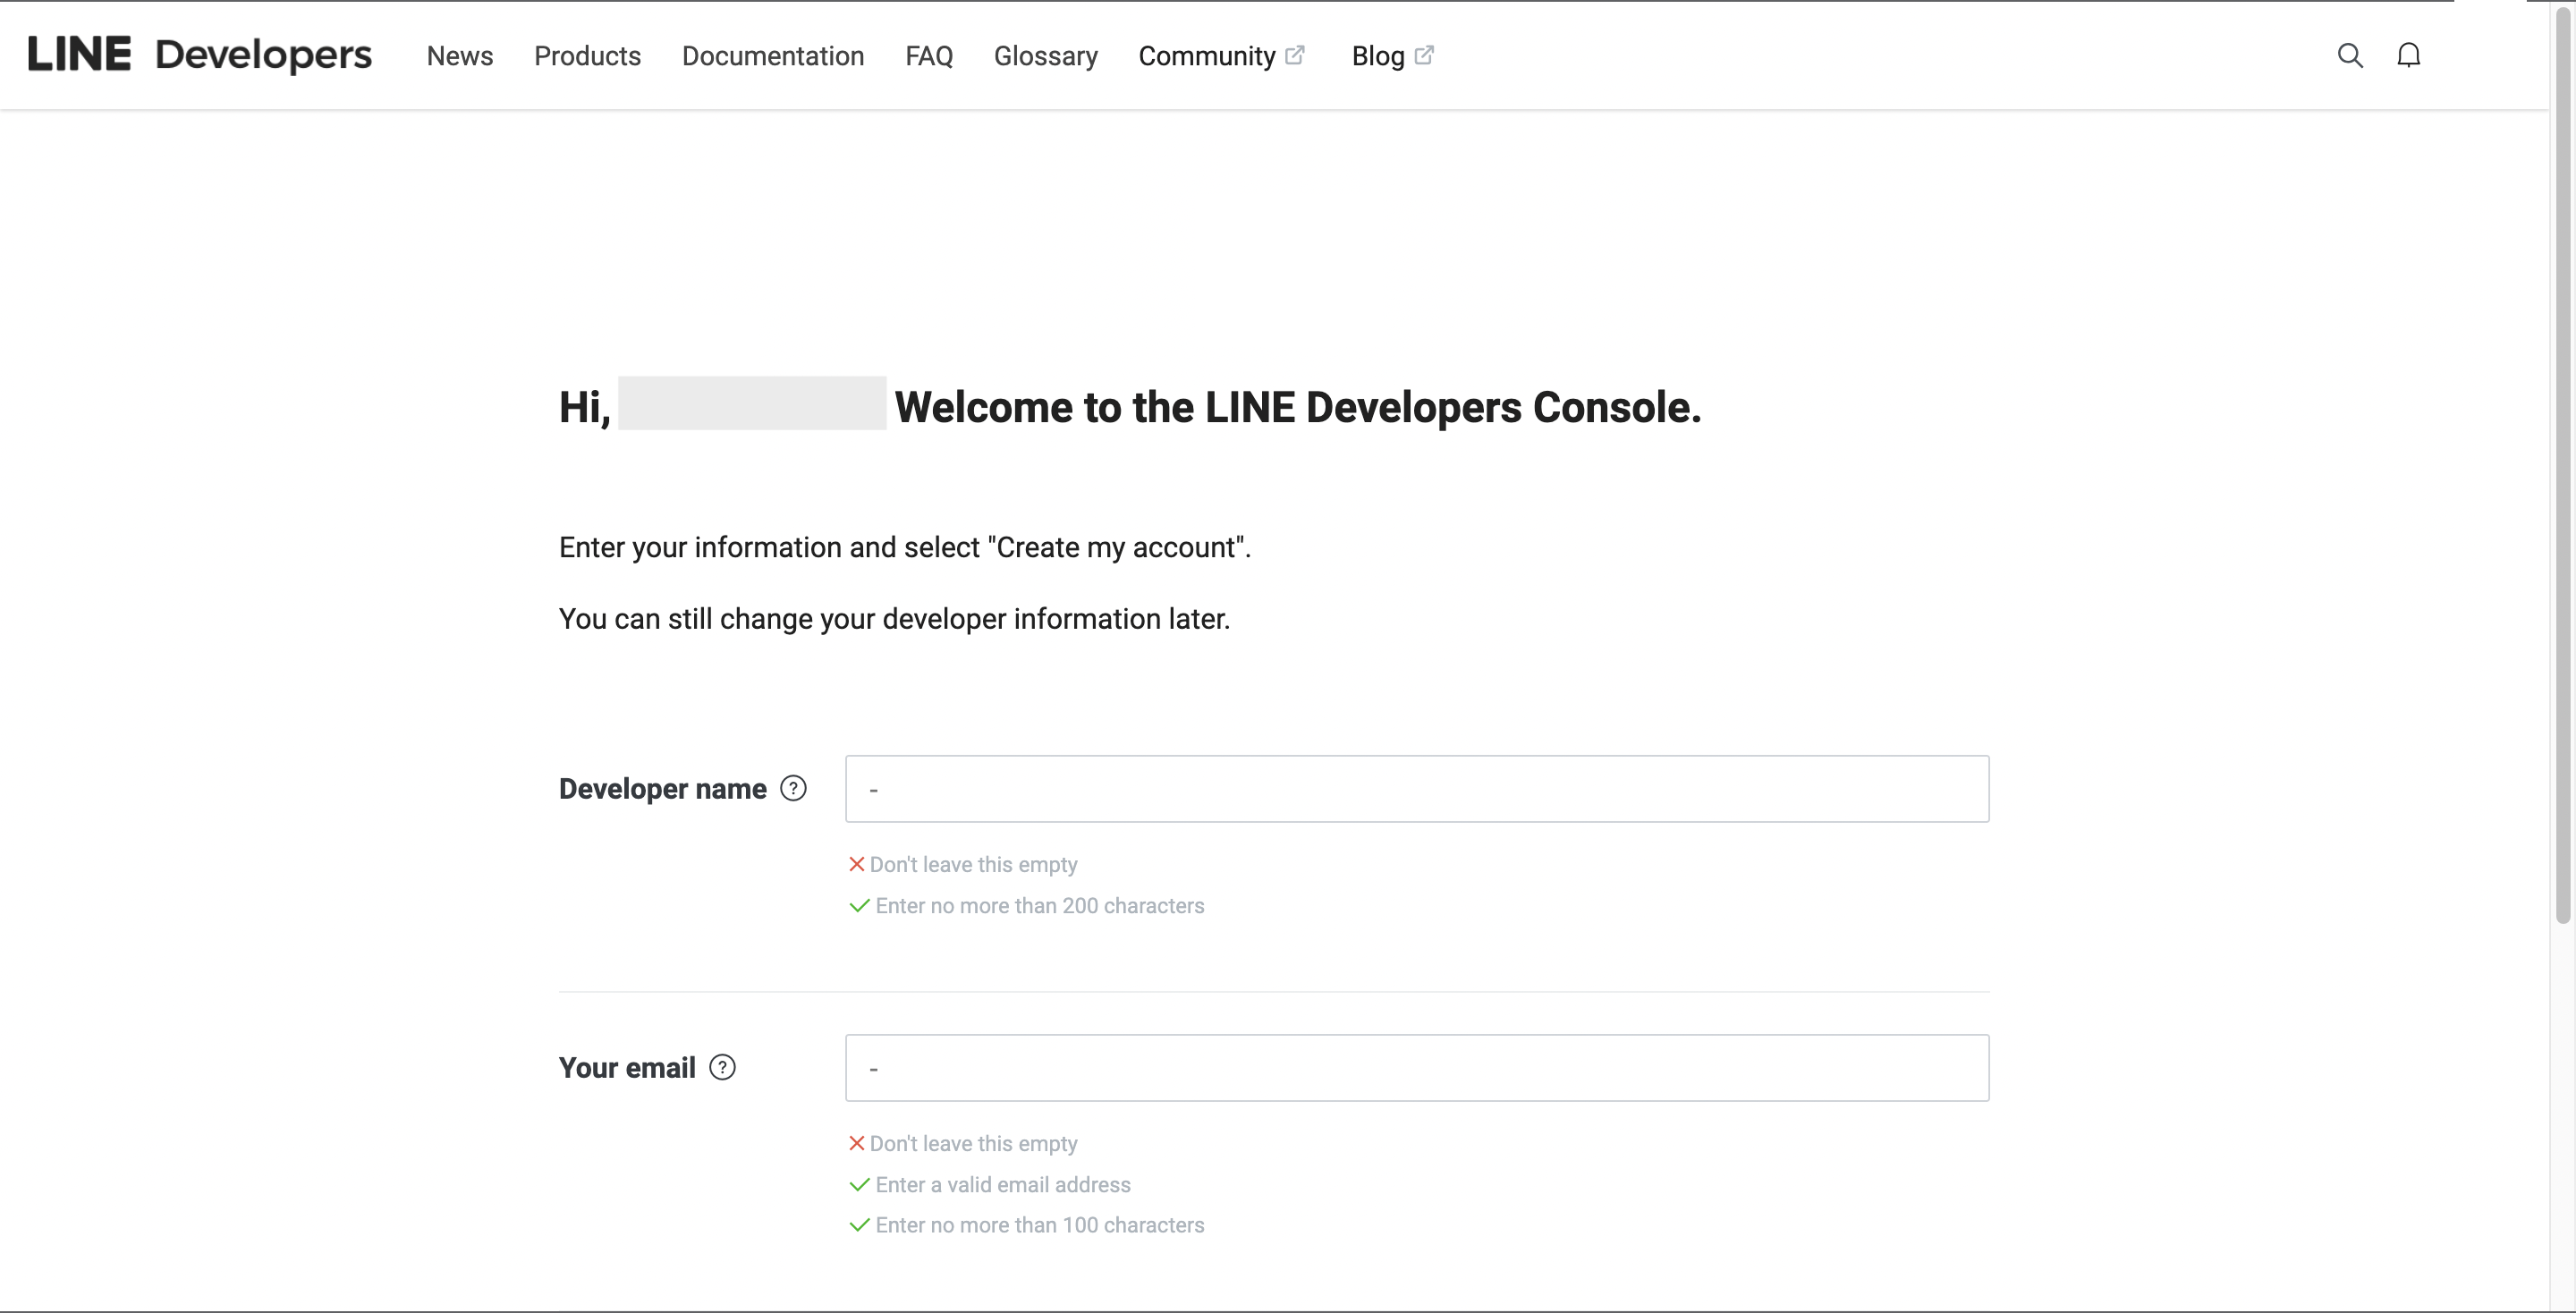 LINE Developers News Products Documentation FAQ Glossary Community Blog
Hi, Welcome to the LINE Developers Console.
Enter your information and select "Create my account".
You can still change your developer information later.
Developer name ? -
Don't leave this empty
Enter no more than 200 characters
Your email ? -
Don't leave this empty
Enter a valid email address
Enter no more than 100 characters